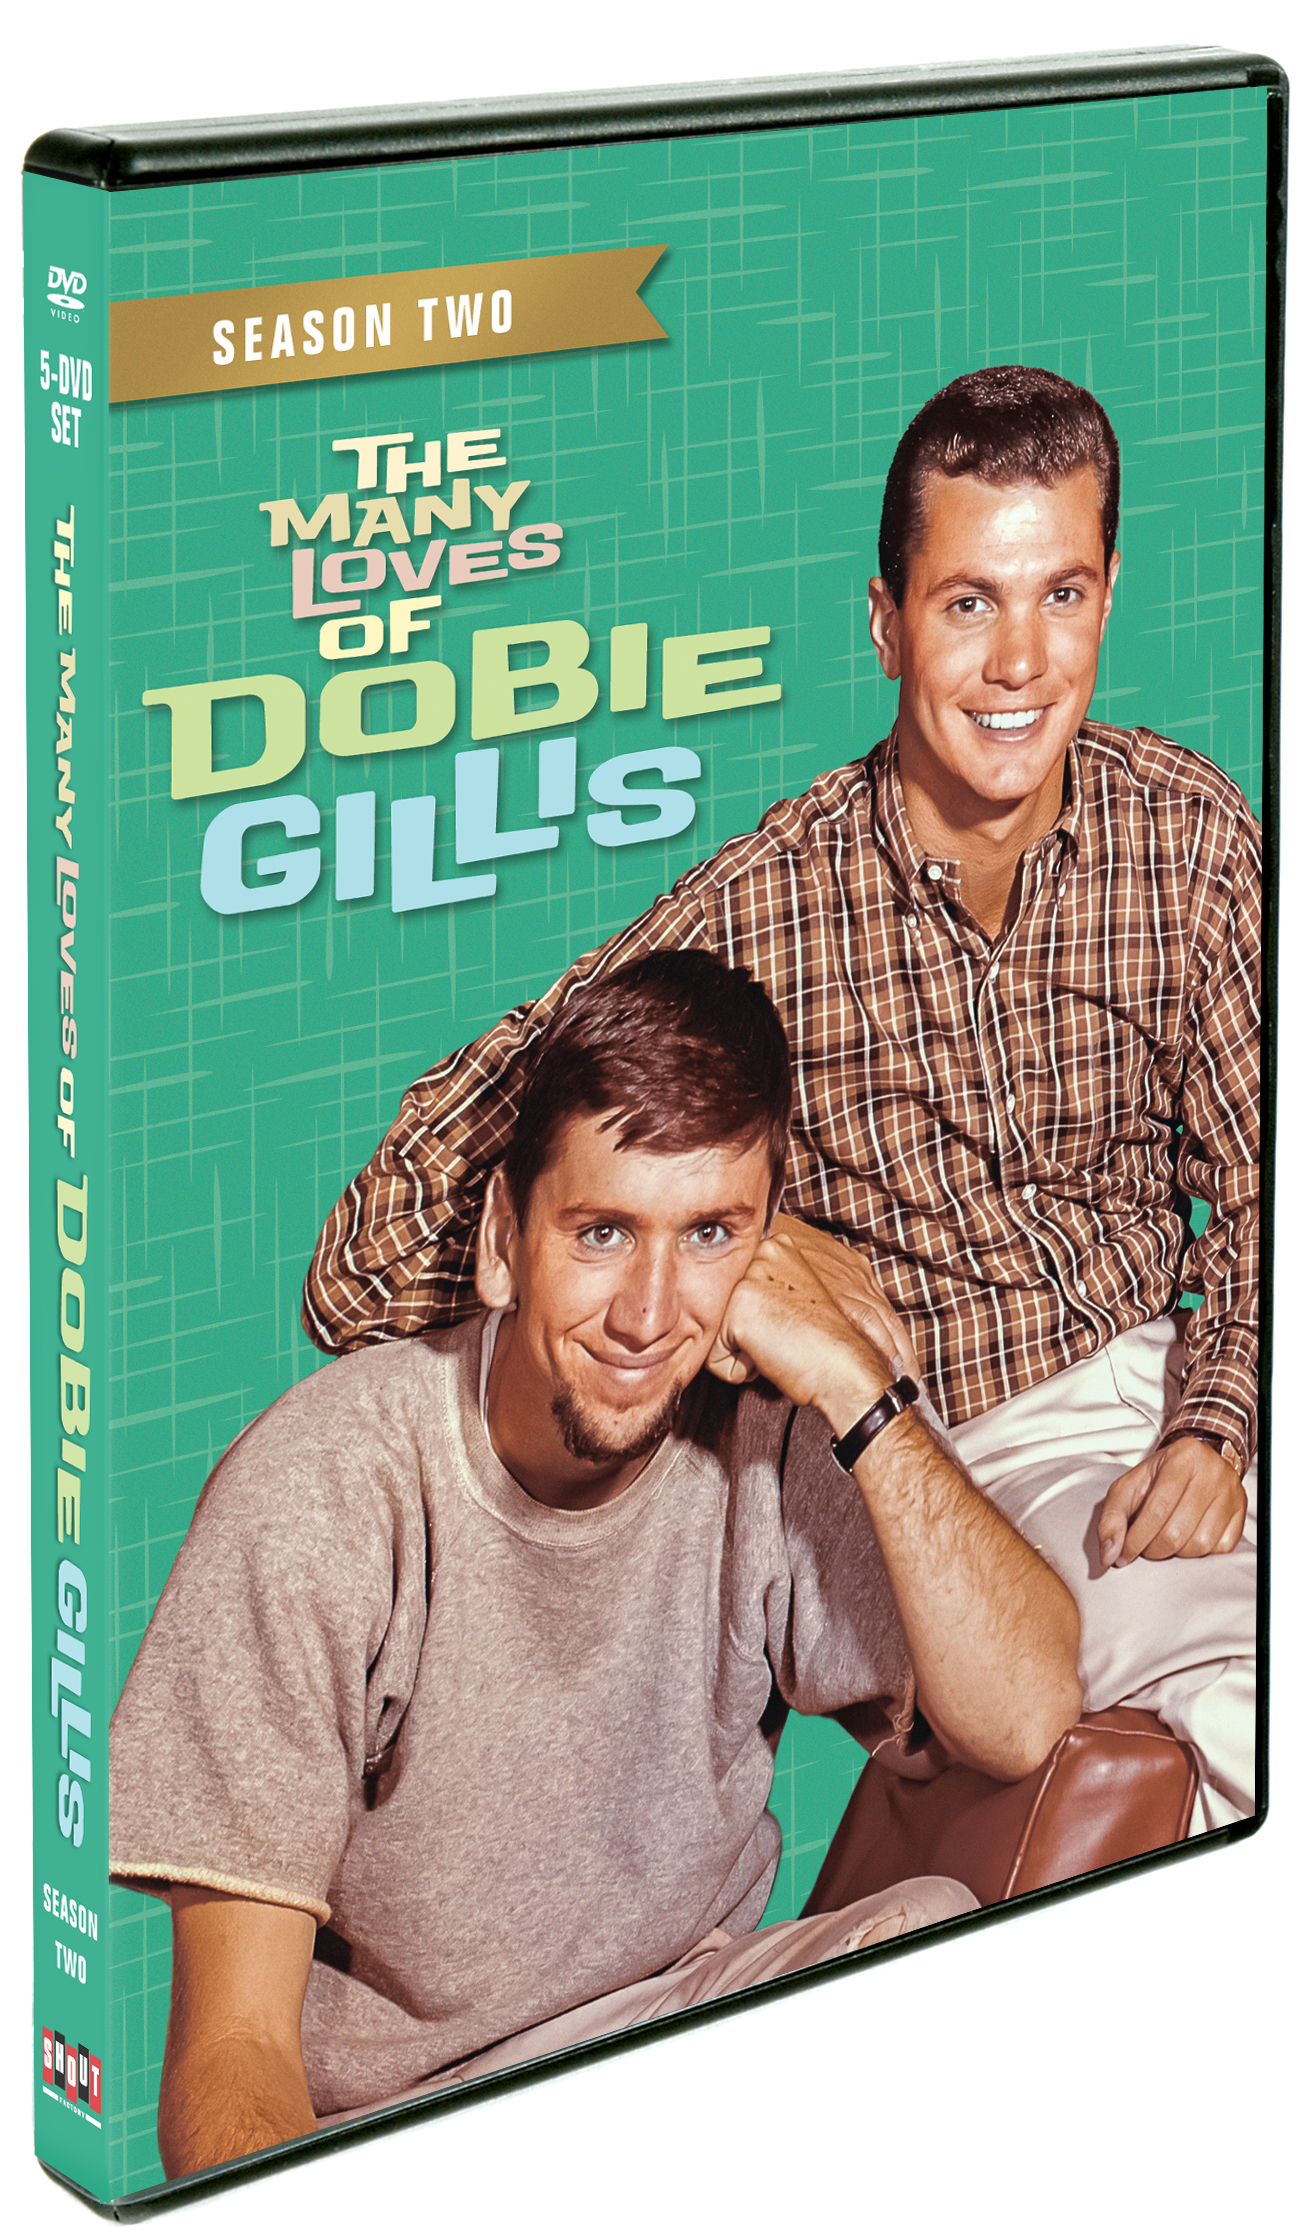 DVD
VIDEO
5-DVD
SET
THE MANY LOVES OF DOBIE GILLIS
SEASON
TWO
SHOUT
FACTORY
SEASON TWO
THE
MANY
LOVES
OF
DOBIE
GILLIS